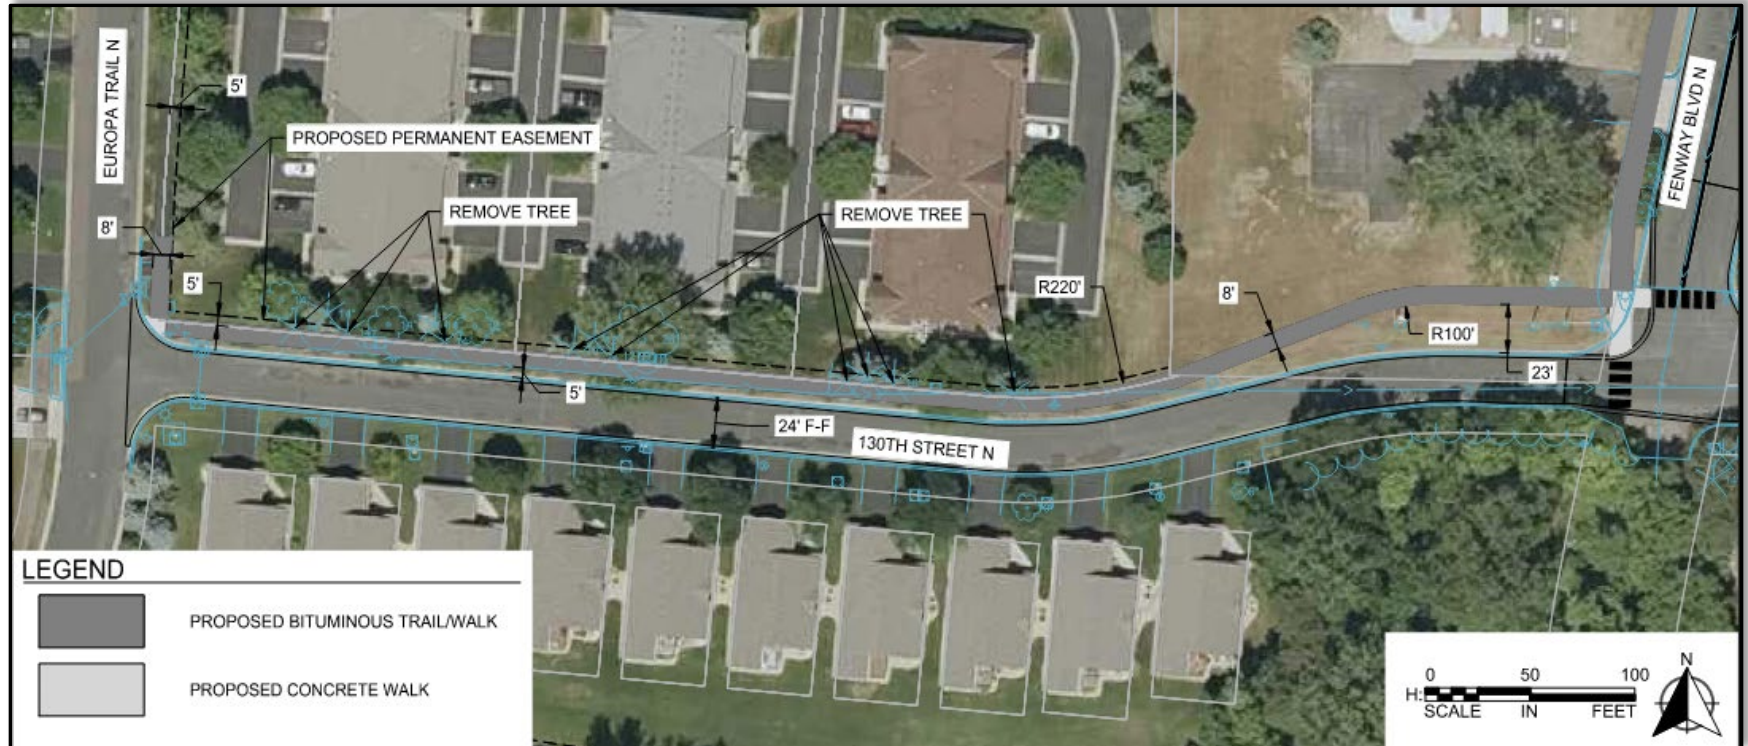 EUROPA TRAIL N
5'
PROPOSED PERMANENT EASEMENT
FENWAY BLVD N
REMOVE TREE
REMOVE TREE
8'
5'
R220'
8'
R100'
23'
5'
24' F-F
130TH STREET N
LEGEND
PROPOSED BITUMINOUS TRAIL/WALK
PROPOSED CONCRETE WALK
0 50 100
H:
SCALE IN FEET
N